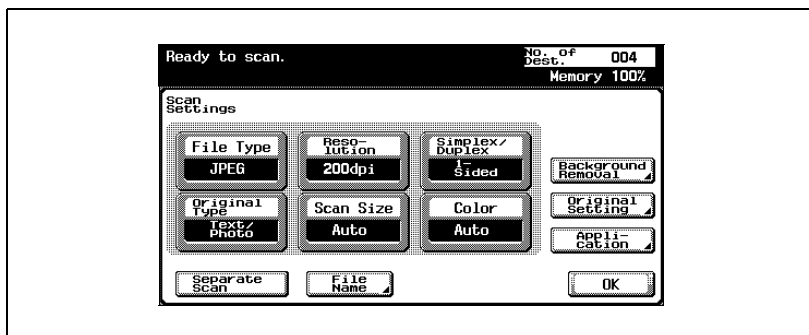 Ready to scan.
No. of
Dest.
004
Memory 100%
Scan
Settings
File Type
JPEG
Reso-
lution
200dpi
Simplex/
Duplex
1-
Sided
Background
Removal
Original
Type
Text/
Photo
Scan Size
Auto
Color
Auto
Original
Setting
Appli-
cation
Separate
Scan
File
Name
OK